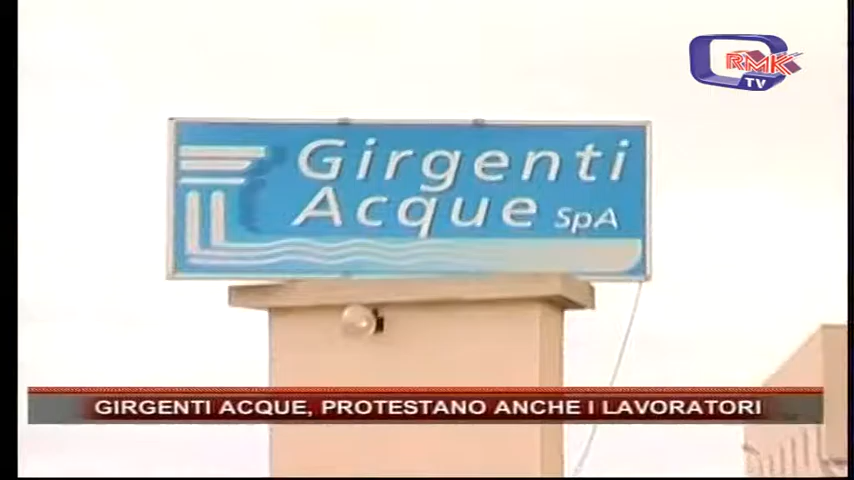 RMK
TV
Girgenti
Acque SpA
GIRGENTI ACQUE, PROTESTANO ANCHE I LAVORATORI